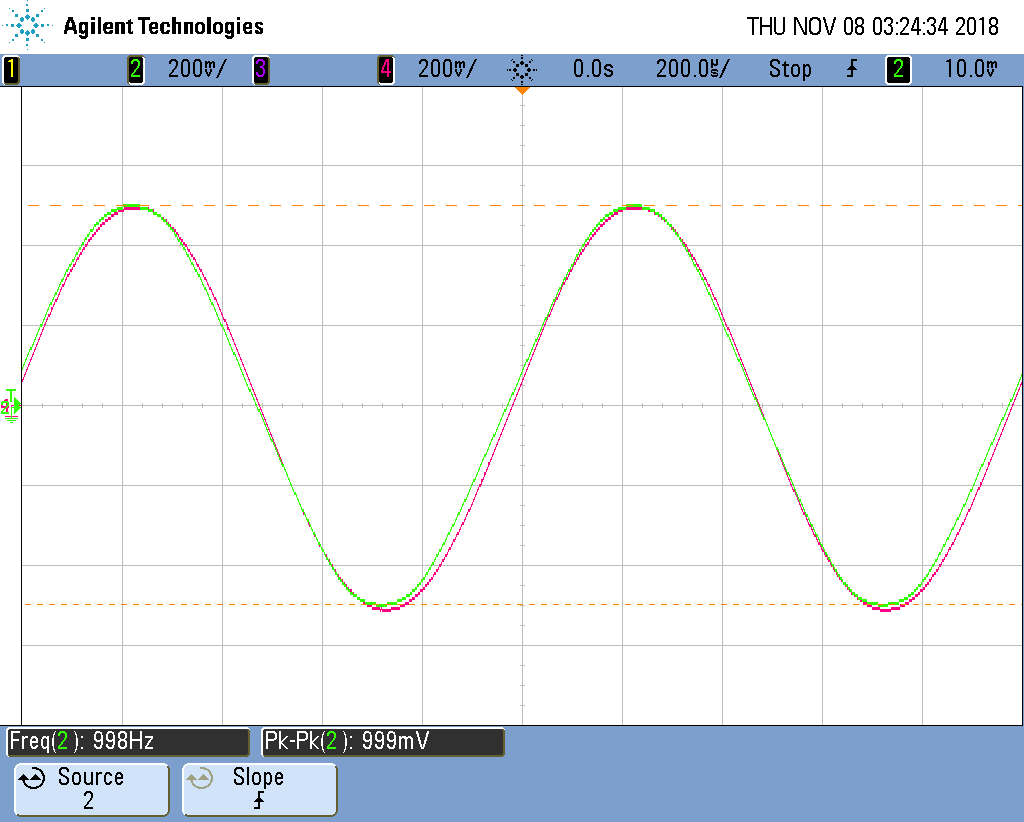 Agilent Technologies THU NOV 08 03:24:34 2018
1 2 200mV/ 3 4 200mV/ 0.0s 200.0µs/ Stop 2 10.0mV
Freq(2): 998Hz Pk-Pk(2): 999mV
Source Slope
2